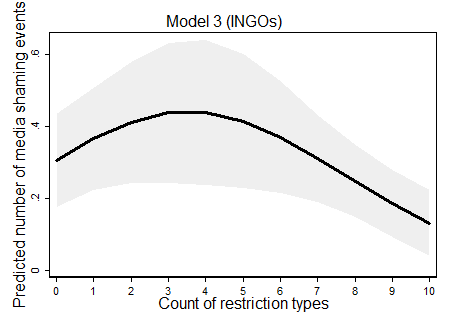 Model 3 (INGOs)
Predicted number of media shaming events
.6
.4
.2
0
0 1 2 3 4 5 6 7 8 9 10
Count of restriction types